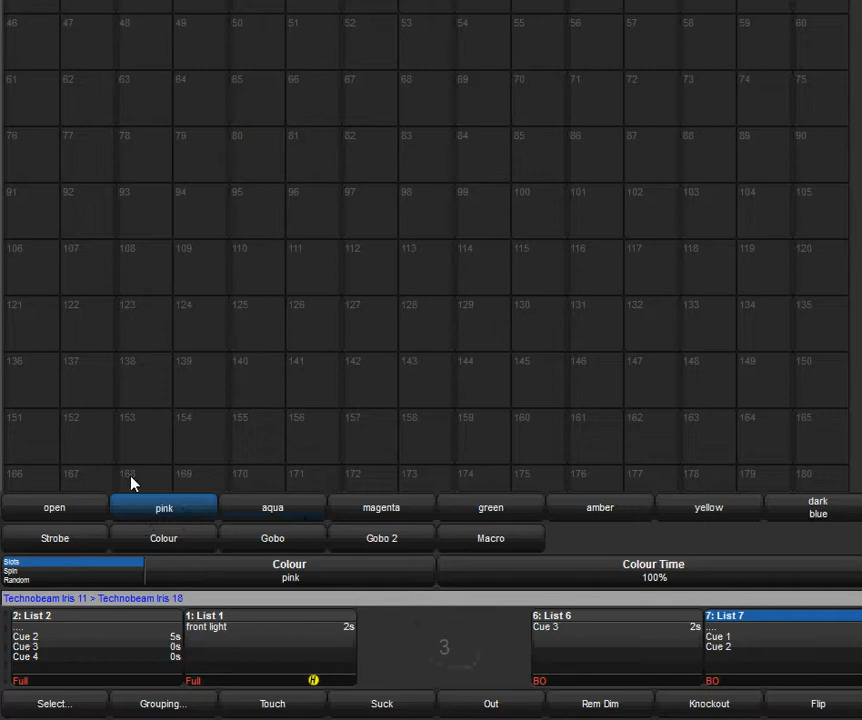 46 47 48 49 50 51 52 53 54 55 56 57 58 59 60
61 62 63 64 65 66 67 68 69 70 71 72 73 74 75
76 77 78 79 80 81 82 83 84 85 86 87 88 89 90
91 92 93 94 95 96 97 98 99 100 101 102 103 104 105
106 107 108 109 110 111 112 113 114 115 116 117 118 119 120
121 122 123 124 125 126 127 128 129 130 131 132 133 134 135
136 137 138 139 140 141 142 143 144 145 146 147 148 149 150
151 152 153 154 155 156 157 158 159 160 161 162 163 164 165
166 167 168 169 170 171 172 173 174 175 176 177 178 179 180
open pink aqua magenta green amber yellow dark blue
Strobe Colour Gobo Gobo 2 Macro
Slots
Spin
Random
Colour
pink
Colour Time
100%
Technobeam Iris 11 > Technobeam Iris 18
2: List 2
....
Cue 2 5s
Cue 3 0s
Cue 4 0s
Full
1: List 1
front light 2s
Full H
3
6: List 6
Cue 3 2s
BO
7: List 7
....
Cue 1
Cue 2
BO
Select... Grouping... Touch Suck Out Rem Dim Knockout Flip